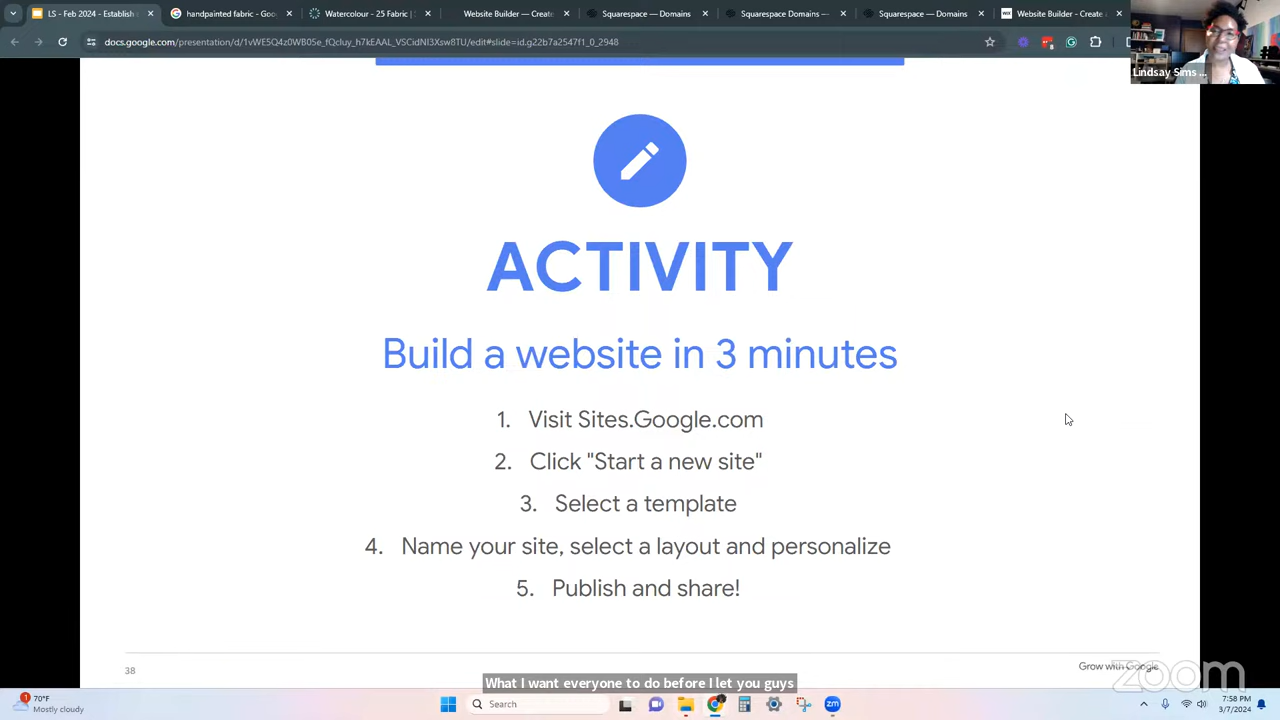 LS - Feb 2024 - Establish
handpainted fabric - Goo
Watercolour - 25 Fabric
Website Builder — Create
Squarespace - Domains
Squarespace Domains
Squarespace — Domains
Website Builder - Create
docs.google.com/presentation/d/1vWE5Q4z0WB05e_fQcIuy_h7kEAAL_VSCidNI3Xsw8TU/edit#slide=id.g22b7a2547f1_0_2948
Lindsay Sims ...
ACTIVITY
Build a website in 3 minutes
1. Visit Sites.Google.com
2. Click "Start a new site"
3. Select a template
4. Name your site, select a layout and personalize
5. Publish and share!
38
Grow with Google
zoom
What I want everyone to do before I let you guys
1
70°F
Mostly cloudy
Search
zm
7:58 PM
3/7/2024